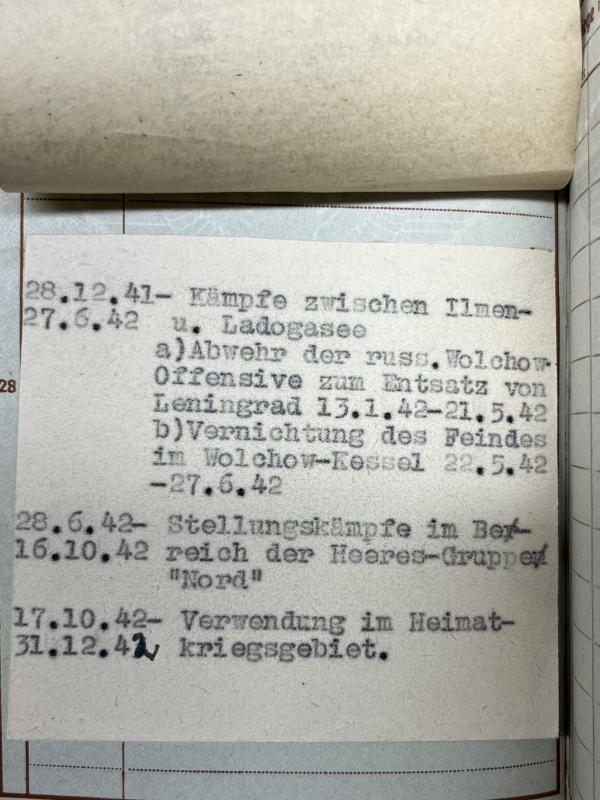 28.12.41- Kämpfe zwischen Ilmen-
27.6.42 u. Ladogasee
a)Abwehr der russ.Wolchow-
Offensive zum Entsatz von
Leningrad 13.1.42-21.5.42
b)Vernichtung des Feindes
im Wolchow-Kessel 22.5.42
-27.6.42
28
28.6.42- Stellungskämpfe im Be-
16.10.42 reich der Heeres-Gruppe
"Nord"
17.10.42- Verwendung im Heimat-
31.12.42 kriegsgebiet.